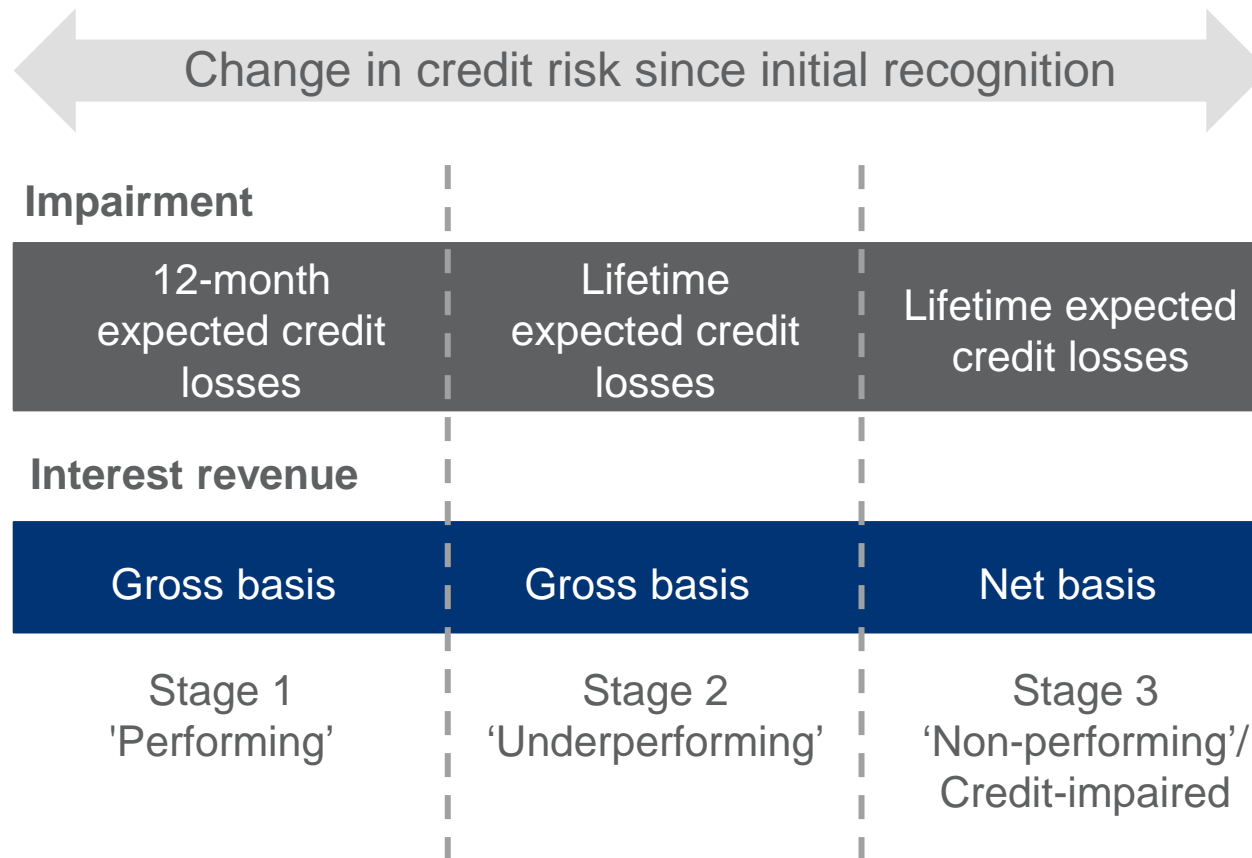 Change in credit risk since initial recognition
Impairment
12-month
expected credit
losses
Lifetime
expected credit
losses
Lifetime expected
credit losses
Interest revenue
Gross basis
Gross basis
Net basis
Stage 1
'Performing’
Stage 2
‘Underperforming’
Stage 3
‘Non-performing’/
Credit-impaired